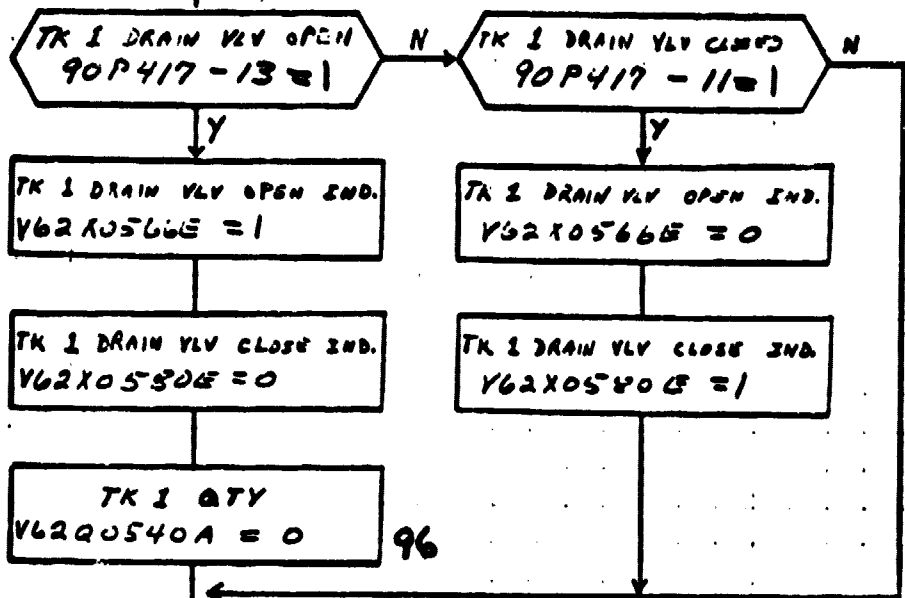 TK 1 DRAIN VLV OPEN
90P417-13=1
N
TK 1 DRAIN VLV CLOSED
90P417-11=1
N
Y
Y
TK 1 DRAIN VLV OPEN IND.
V62X0566E =1
TK 1 DRAIN VLV OPEN IND.
V62X0566E =0
TK 1 DRAIN VLV CLOSE IND.
V62X0580E =0
TK 1 DRAIN VLV CLOSE IND.
V62X0580E =1
TK 1 QTY
V62Q0540A = 0
96